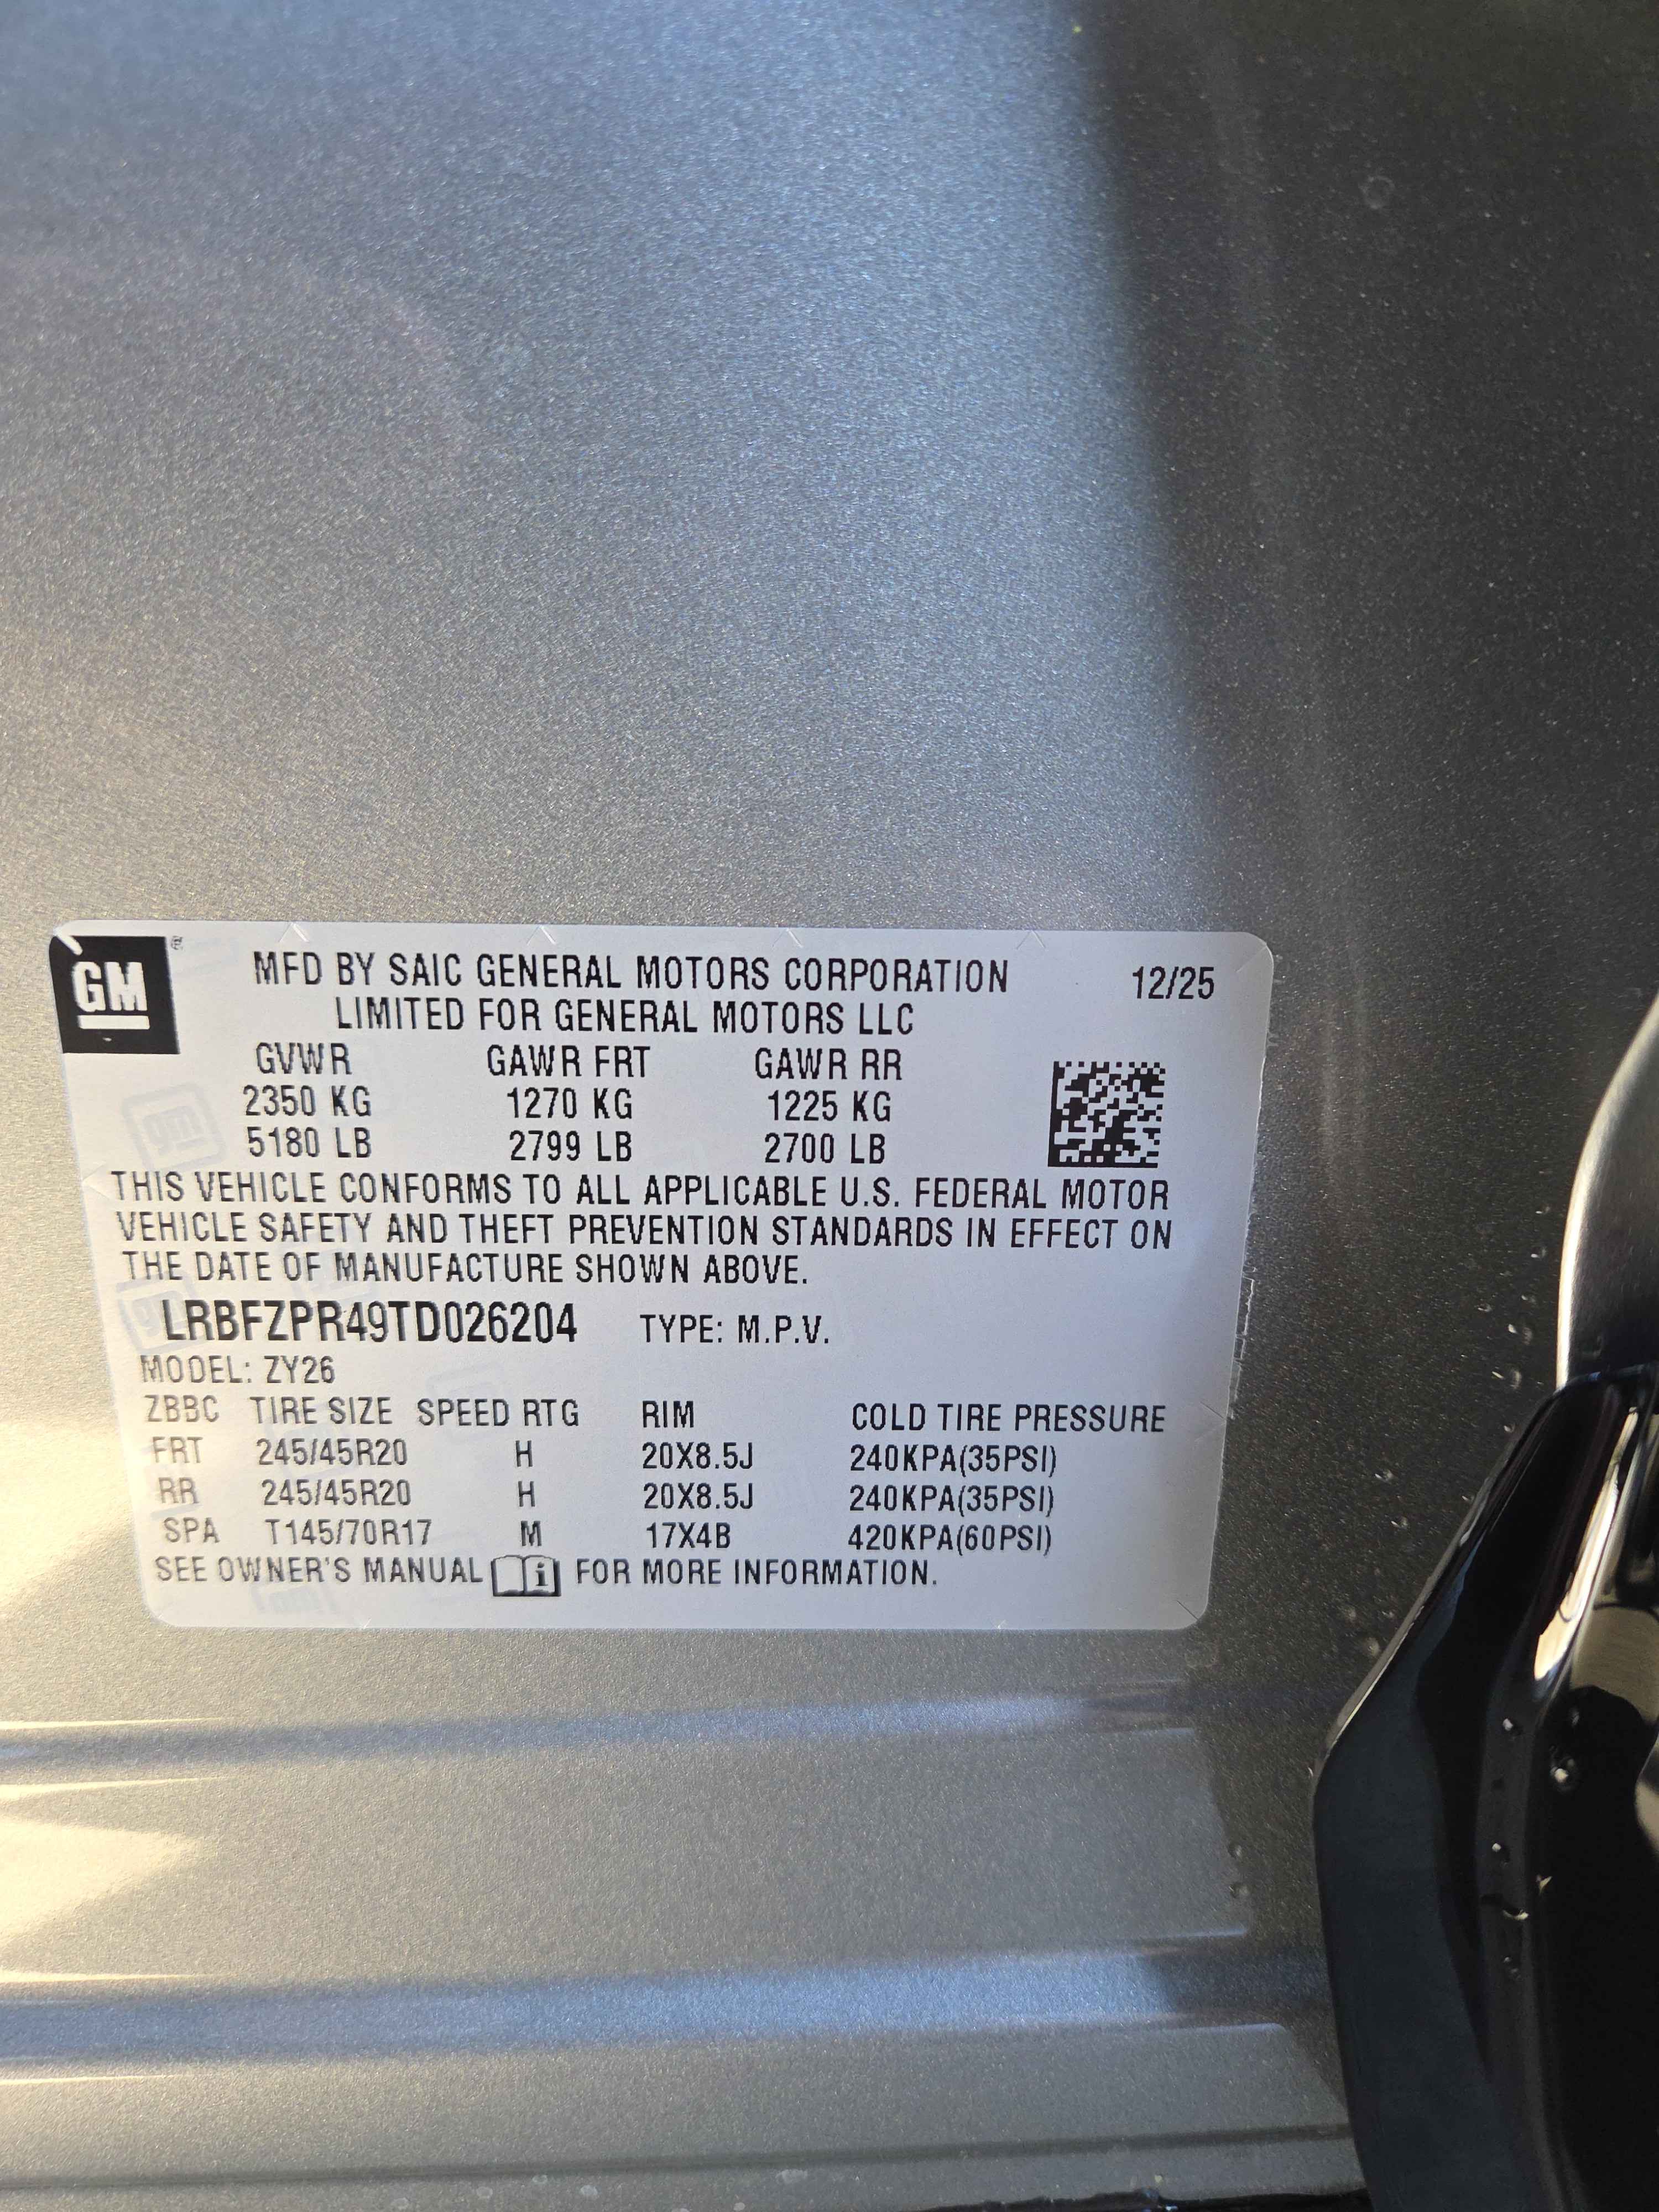 GM ®
MFD BY SAIC GENERAL MOTORS CORPORATION 12/25
LIMITED FOR GENERAL MOTORS LLC
GVWR GAWR FRT GAWR RR
2350 KG 1270 KG 1225 KG
5180 LB 2799 LB 2700 LB
THIS VEHICLE CONFORMS TO ALL APPLICABLE U.S. FEDERAL MOTOR
VEHICLE SAFETY AND THEFT PREVENTION STANDARDS IN EFFECT ON
THE DATE OF MANUFACTURE SHOWN ABOVE.
LRBFZPR49TD026204 TYPE: M.P.V.
MODEL: ZY26
ZBBC TIRE SIZE SPEED RTG RIM COLD TIRE PRESSURE
FRT 245/45R20 H 20X8.5J 240KPA(35PSI)
RR 245/45R20 H 20X8.5J 240KPA(35PSI)
SPA T145/70R17 M 17X4B 420KPA(60PSI)
SEE OWNER'S MANUAL i FOR MORE INFORMATION.